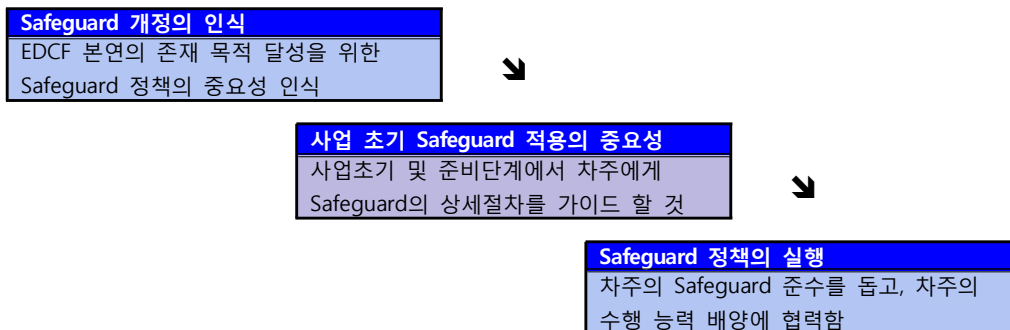 Safeguard 개정의 인식
EDCF 본연의 존재 목적 달성을 위한
Safeguard 정책의 중요성 인식
사업 초기 Safeguard 적용의 중요성
사업초기 및 준비단계에서 차주에게
Safeguard의 상세절차를 가이드 할 것
Safeguard 정책의 실행
차주의 Safeguard 준수를 돕고, 차주의
수행 능력 배양에 협력함